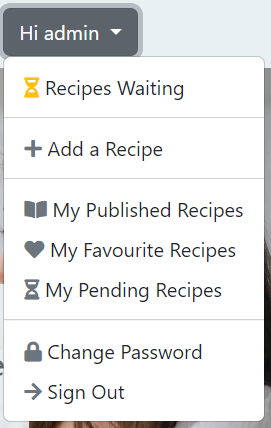 Hi admin
Recipes Waiting
Add a Recipe
My Published Recipes
My Favourite Recipes
My Pending Recipes
Change Password
Sign Out